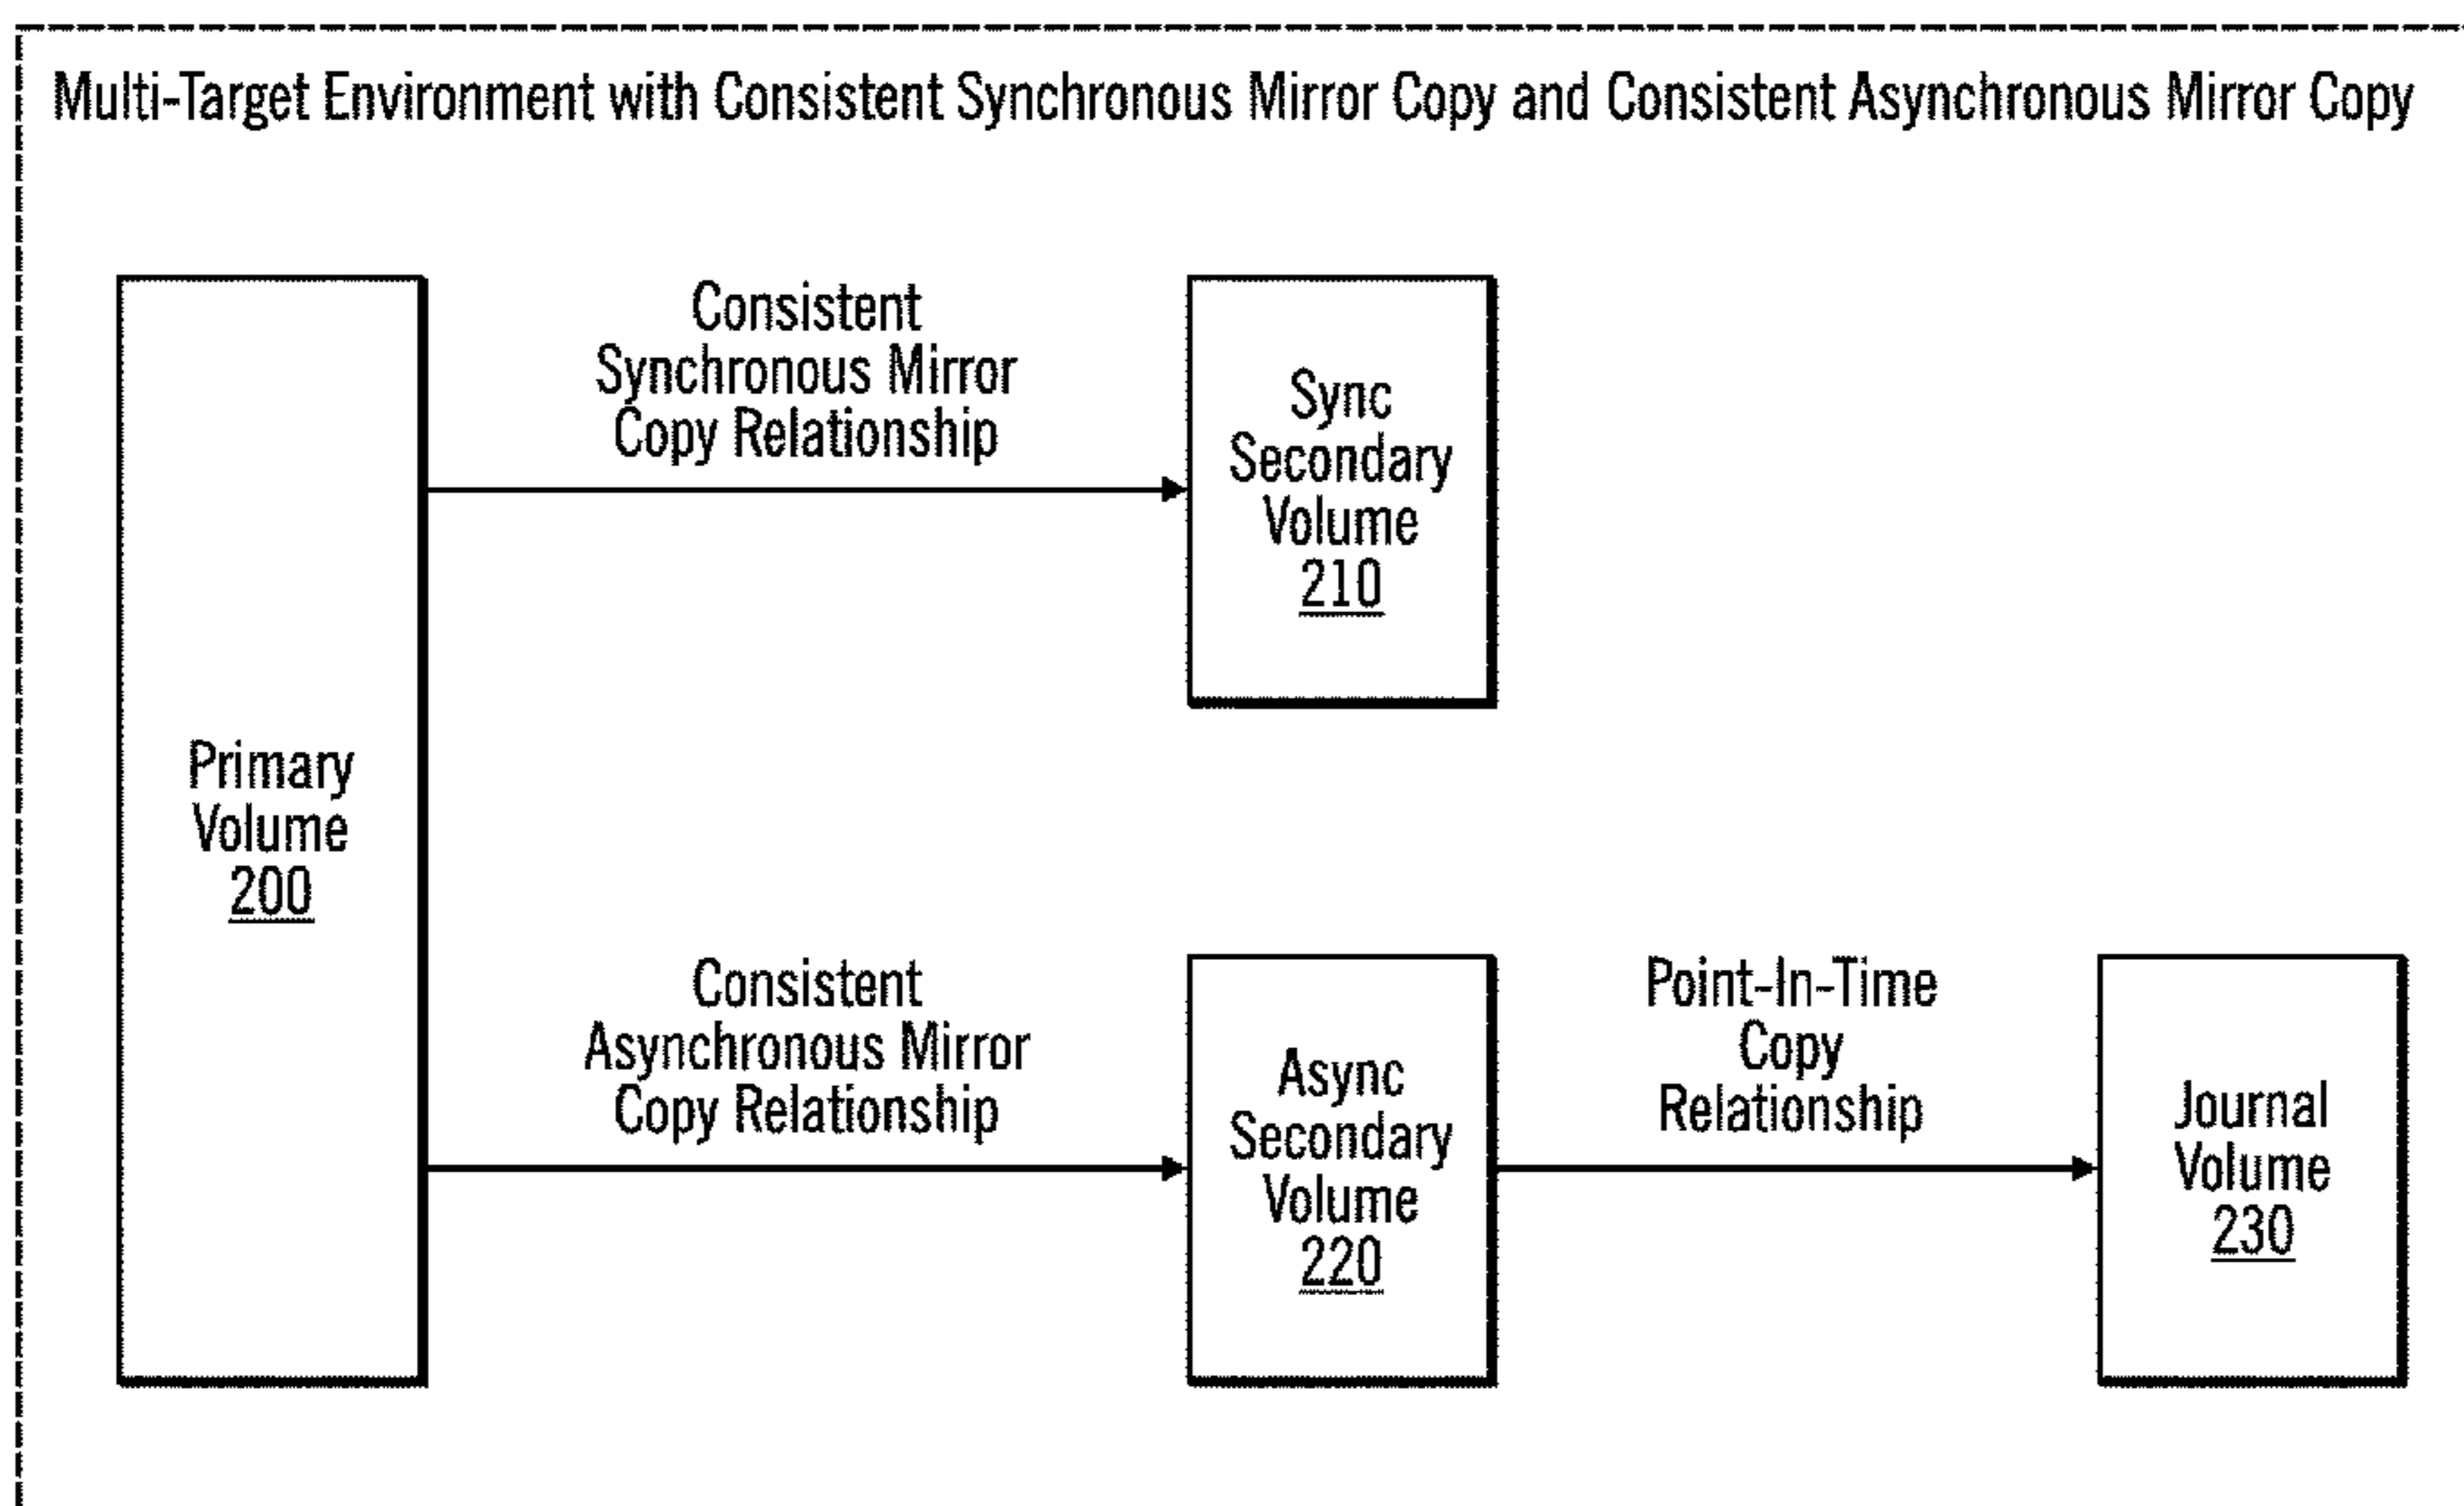 Multi-Target Environment with Consistent Synchronous Mirror Copy and Consistent Asynchronous Mirror Copy
Consistent
Synchronous Mirror
Copy Relationship
Sync
Secondary
Volume
210
Primary
Volume
200
Consistent
Asynchronous Mirror
Copy Relationship
Async
Secondary
Volume
220
Point-In-Time
Copy
Relationship
Journal
Volume
230